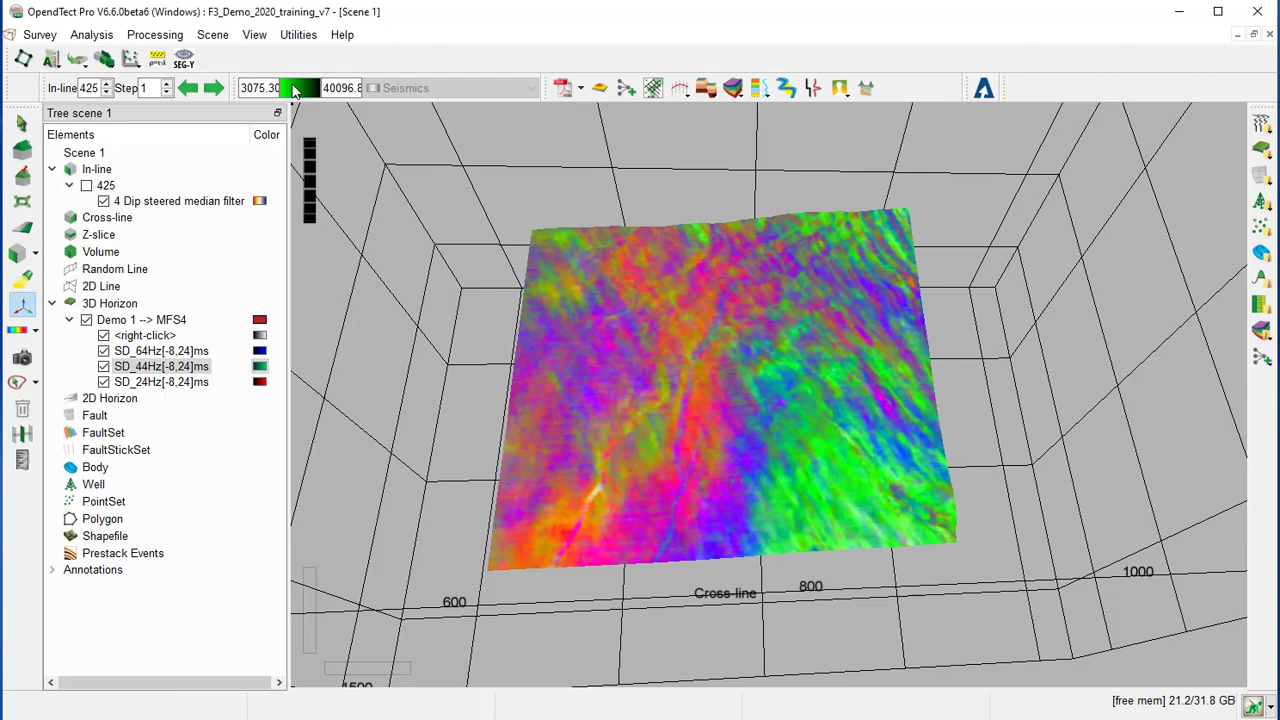 OpendTect Pro V6.6.0beta6 (Windows) : F3_Demo_2020_training_v7 - [Scene 1]
Survey Analysis Processing Scene View Utilities Help
SEG-Y
In-line 425 Step 1 3075.30 40096.8 Seismics
Tree scene 1
Elements Color
Scene 1
In-line
425
4 Dip steered median filter
Cross-line
Z-slice
Volume
Random Line
2D Line
3D Horizon
Demo 1 --> MFS4
<right-click>
SD_64Hz[-8,24]ms
SD_44Hz[-8,24]ms
SD_24Hz[-8,24]ms
2D Horizon
Fault
FaultSet
FaultStickSet
Body
Well
PointSet
Polygon
Shapefile
Prestack Events
Annotations
600 Cross-line 800 1000
1500
[free mem] 21.2/31.8 GB